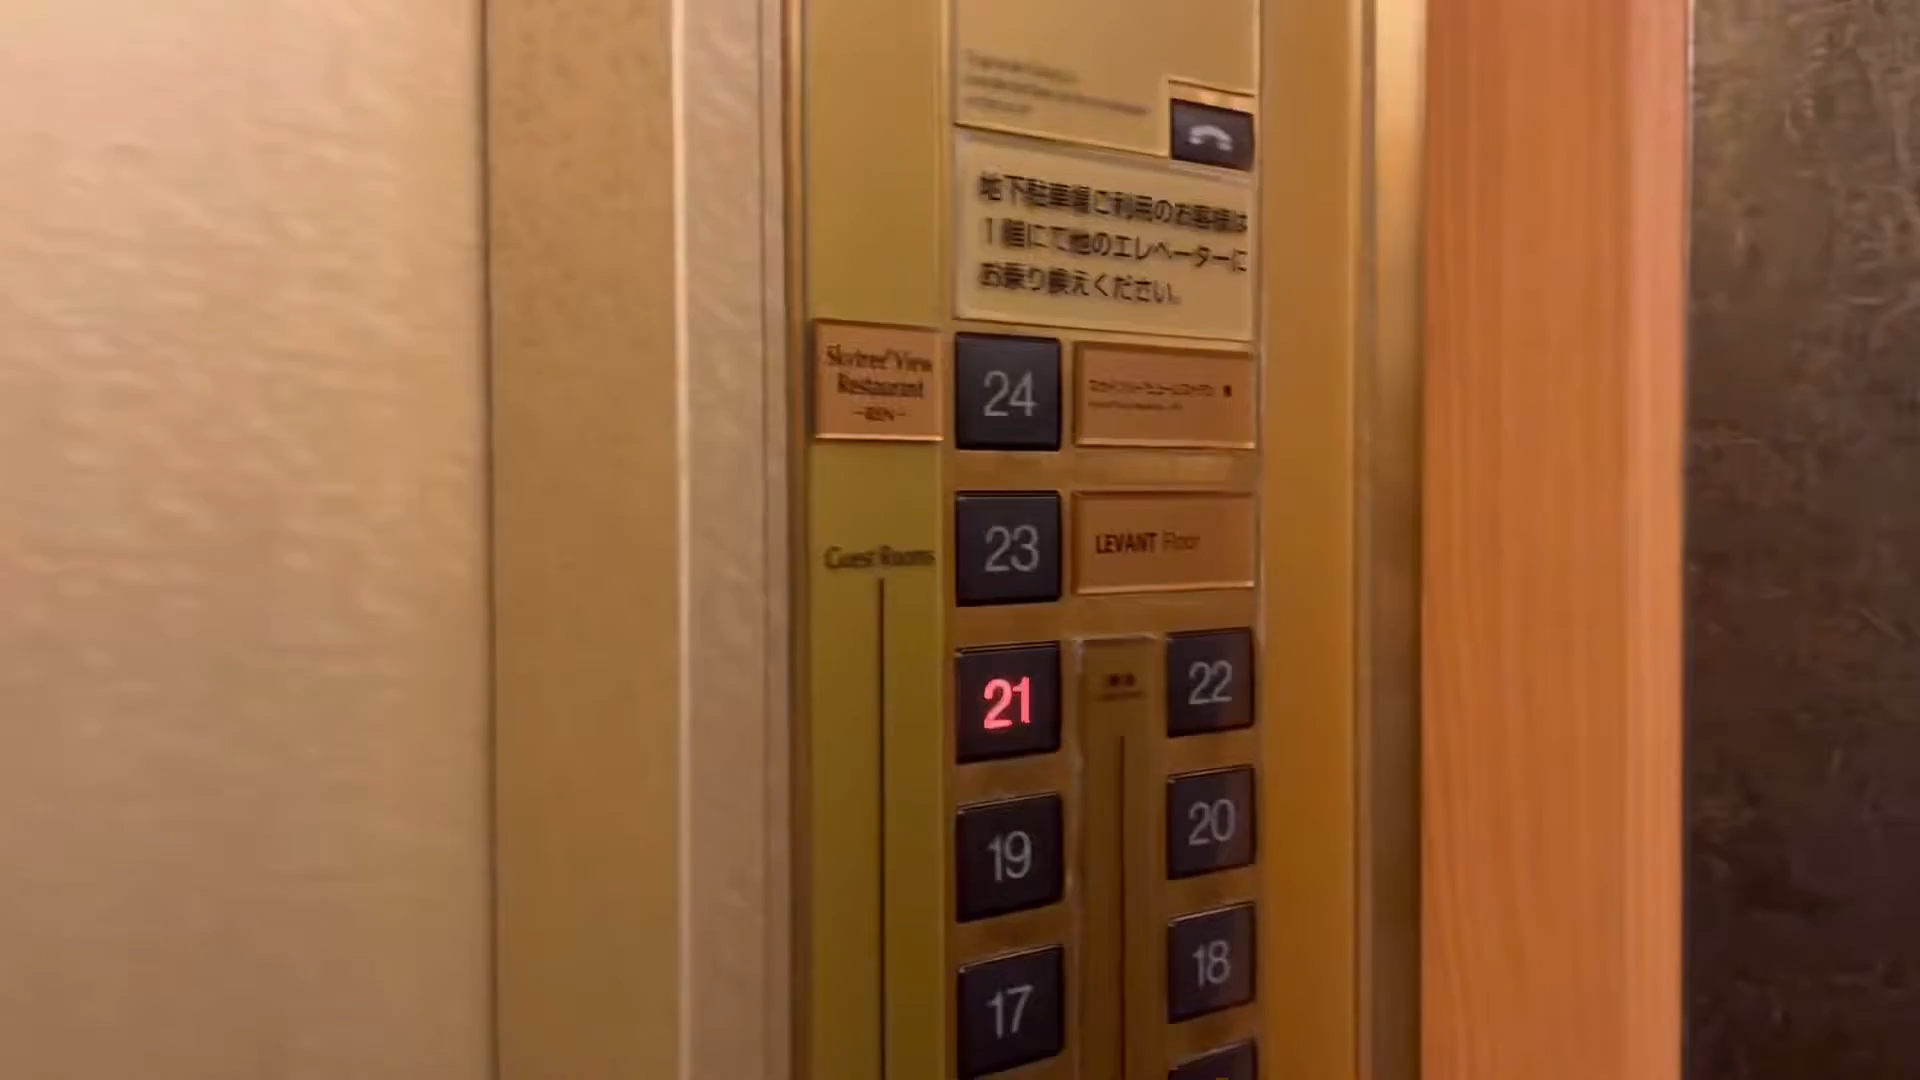 地下駐車場ご利用のお客様は
1階にて他のエレベーターに
お乗り換えください。
Skytree® View
Restaurant
-REN-
24
23
LEVANT Floor
Guest Rooms
21
22
19
20
17
18